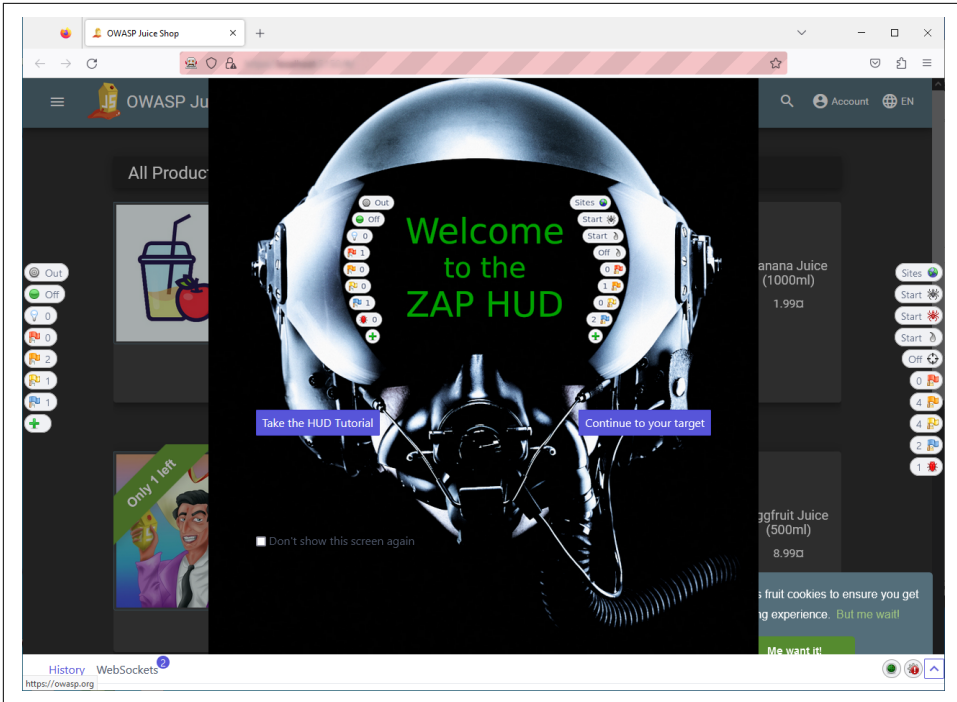 OWASP Juice Shop
OWASP Ju
Account
EN
All Produc
Out
Off
0
1
0
0
1
0
Welcome
to the
ZAP HUD
Sites
Start
Start
Off
0
1
0
2
Out
Off
0
0
2
1
1
anana Juice
(1000ml)
1.99¤
Sites
Start
Start
Start
Off
0
4
4
2
1
Take the HUD Tutorial
Continue to your target
Only 1 left
ggfruit Juice
(500ml)
8.99¤
Don't show this screen again
s fruit cookies to ensure you get
ng experience. But me wait!
Me want it!
History WebSockets 2
https://owasp.org